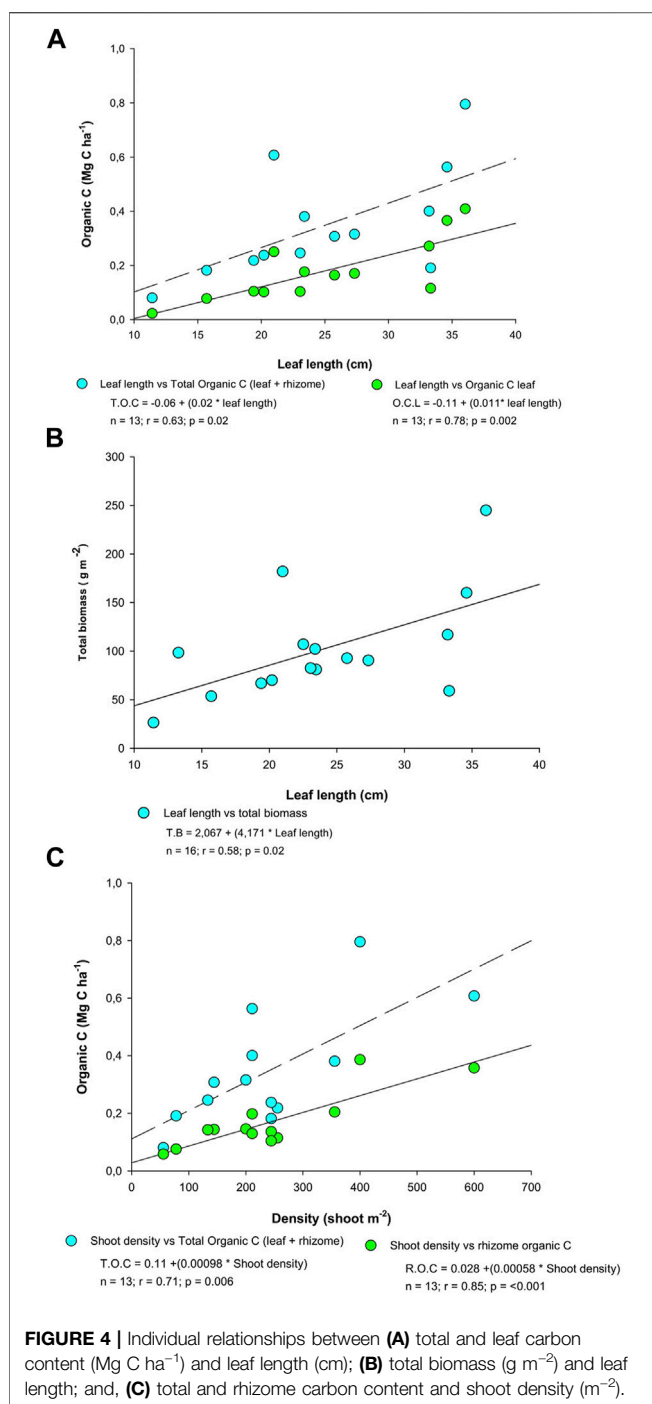 A
Organic C (Mg C ha⁻¹)
1,0
0,8
0,6
0,4
0,2
0,0
10 15 20 25 30 35 40
Leaf length (cm)
Leaf length vs Total Organic C (leaf + rhizome)
T.O.C = -0.06 + (0.02 * leaf length)
n = 13; r = 0.63; p = 0.02
Leaf length vs Organic C leaf
O.C.L = -0.11 + (0.011* leaf length)
n = 13; r = 0.78; p = 0.002
B
Total biomass ( g m⁻²)
300
250
200
150
100
50
0
10 15 20 25 30 35 40
Leaf length (cm)
Leaf length vs total biomass
T.B = 2,067 + (4,171 * Leaf length)
n = 16; r = 0.58; p = 0.02
C
Organic C (Mg C ha⁻¹)
1,0
0,8
0,6
0,4
0,2
0,0
0 100 200 300 400 500 600 700
Density (shoot m⁻²)
Shoot density vs Total Organic C (leaf + rhizome)
T.O.C = 0.11 +(0.00098 * Shoot density)
n = 13; r = 0.71; p = 0.006
Shoot density vs rhizome organic C
R.O.C = 0.028 +(0.00058 * Shoot density)
n = 13; r = 0.85; p = <0.001
FIGURE 4 | Individual relationships between (A) total and leaf carbon
content (Mg C ha⁻¹) and leaf length (cm); (B) total biomass (g m⁻²) and leaf
length; and, (C) total and rhizome carbon content and shoot density (m⁻²).